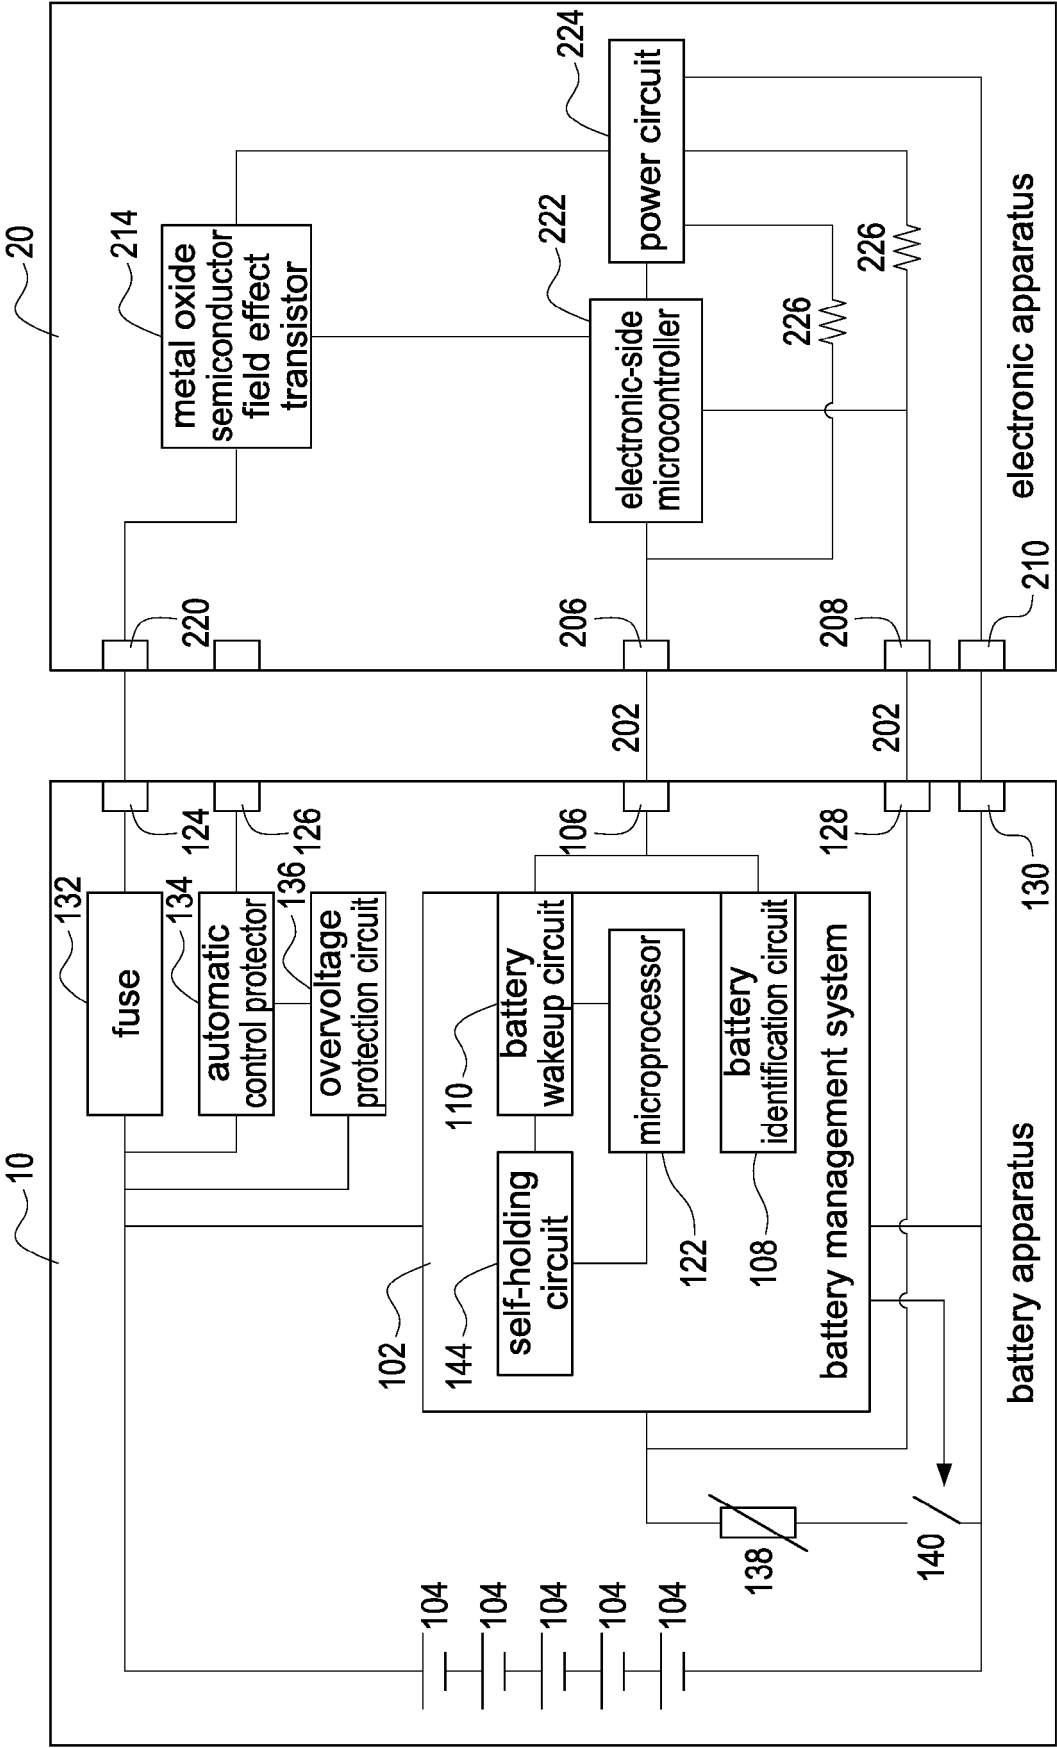 10
20
132
fuse
124
220
214
metal oxide
semiconductor
field effect
transistor
134
automatic
control protector
126
136
overvoltage
protection circuit
102
104
104
104
104
104
144
self-holding
circuit
110
battery
wakeup circuit
microprocessor
122
battery
identification circuit
108
battery management system
106
202
206
222
electronic-side
microcontroller
224
power circuit
226
226
138
140
128
202
208
130
210
battery apparatus
electronic apparatus